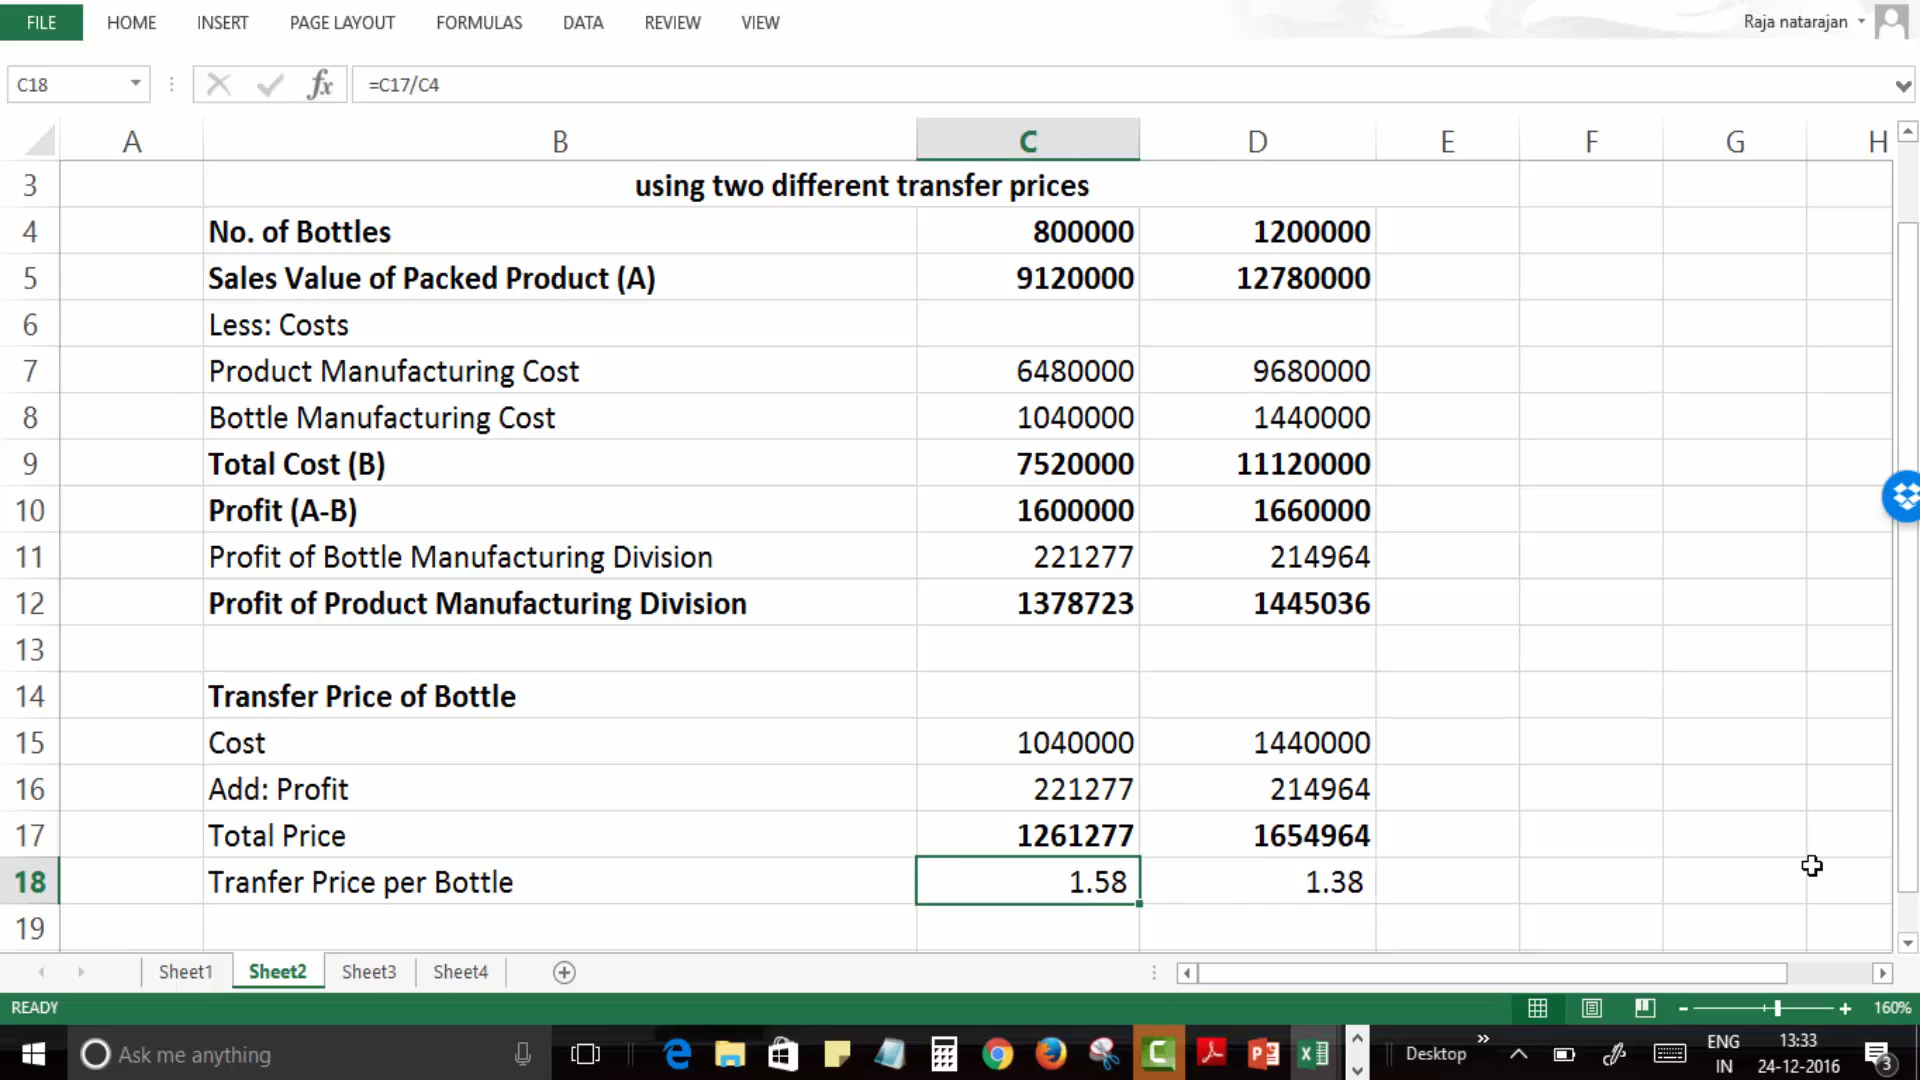 FILE HOME INSERT PAGE LAYOUT FORMULAS DATA REVIEW VIEW Raja natarajan
C18 fx =C17/C4
A B C D E F G H
3 using two different transfer prices
4 No. of Bottles 800000 1200000
5 Sales Value of Packed Product (A) 9120000 12780000
6 Less: Costs
7 Product Manufacturing Cost 6480000 9680000
8 Bottle Manufacturing Cost 1040000 1440000
9 Total Cost (B) 7520000 11120000
10 Profit (A-B) 1600000 1660000
11 Profit of Bottle Manufacturing Division 221277 214964
12 Profit of Product Manufacturing Division 1378723 1445036
13
14 Transfer Price of Bottle
15 Cost 1040000 1440000
16 Add: Profit 221277 214964
17 Total Price 1261277 1654964
18 Tranfer Price per Bottle 1.58 1.38
19
Sheet1 Sheet2 Sheet3 Sheet4
READY 160%
Ask me anything Desktop ENG IN 13:33 24-12-2016 3